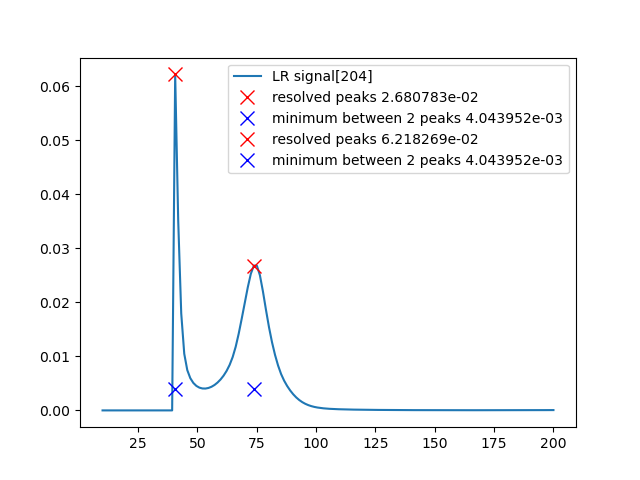 LR signal[204]
resolved peaks 2.680783e-02
minimum between 2 peaks 4.043952e-03
resolved peaks 6.218269e-02
minimum between 2 peaks 4.043952e-03
0.06
0.05
0.04
0.03
0.02
0.01
0.00
25 50 75 100 125 150 175 200